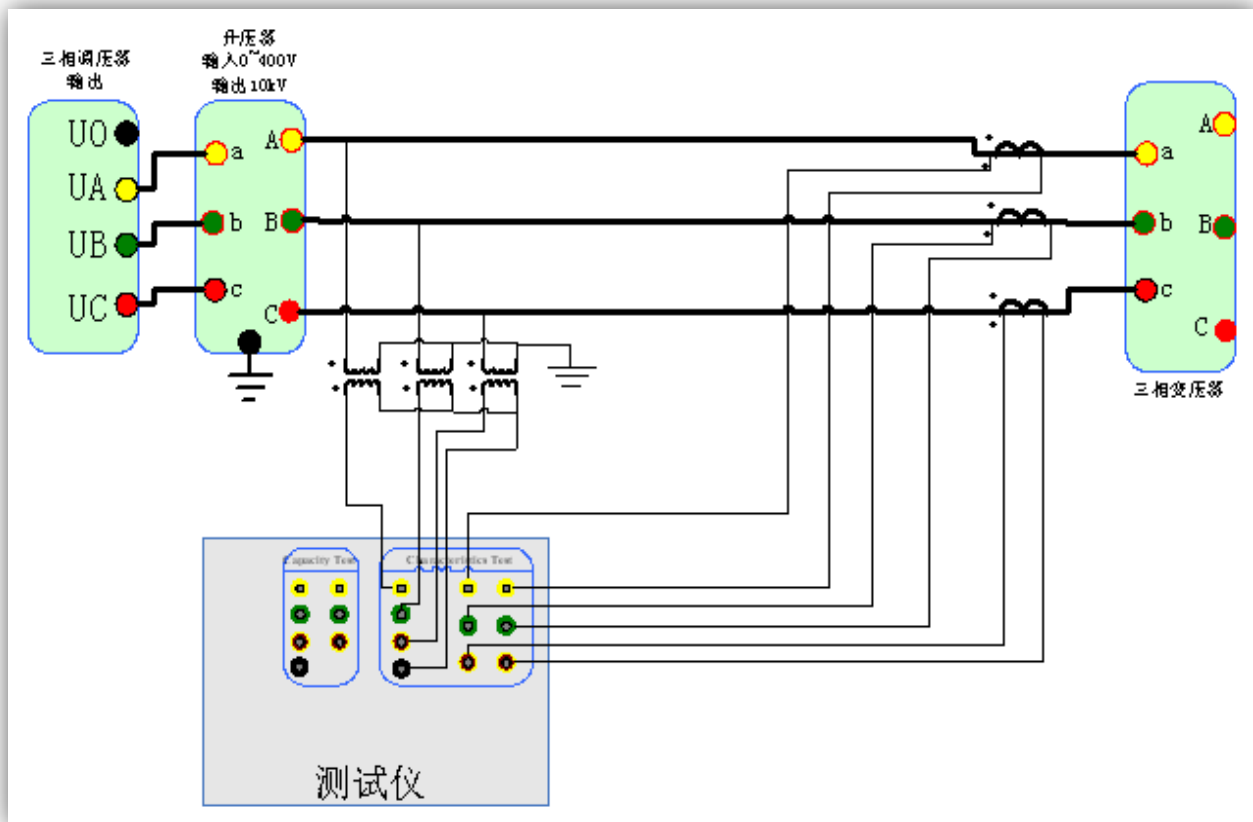 三相调压器
输出
升压器
输入0~400V
输出10kV
UO
UA
UB
UC
a
b
c
A
B
C
a
b
c
A
B
C
三相变压器
Capacity Test
Characteristics Test
测试仪